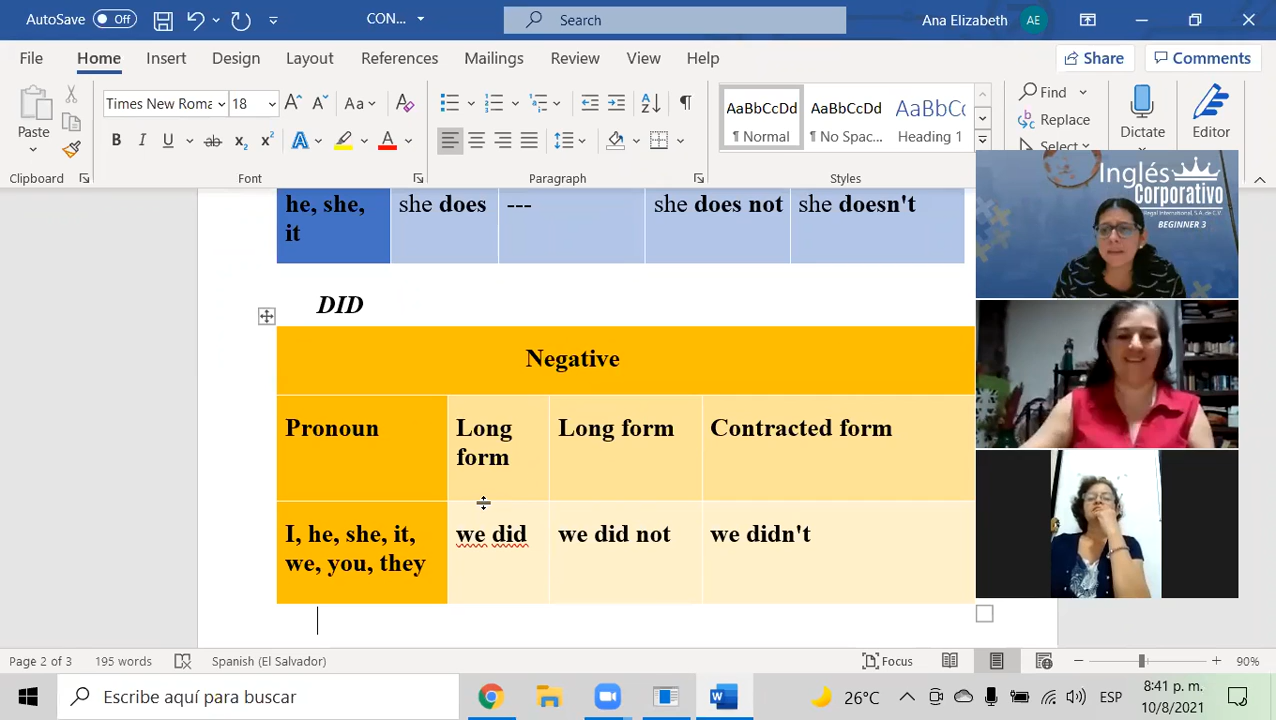 AutoSave Off CON... Search Ana Elizabeth AE
File Home Insert Design Layout References Mailings Review View Help Share Comments
Paste Times New Roma 18 Aa AaBbCcDd AaBbCcDd AaBbCcD Find
¶ Normal ¶ No Spac... Heading 1 Replace
Select Dictate Editor
Clipboard Font Paragraph Styles
he, she, she does --- she does not she doesn't
it
DID
Negative
Pronoun Long Long form Contracted form
form
I, he, she, it, we did we did not we didn't
we, you, they
Inglés
Corporativo
BEGINNER 3
Page 2 of 3 195 words Spanish (El Salvador) Focus 90%
Escribe aquí para buscar 26°C ESP 8:41 p. m.
10/8/2021